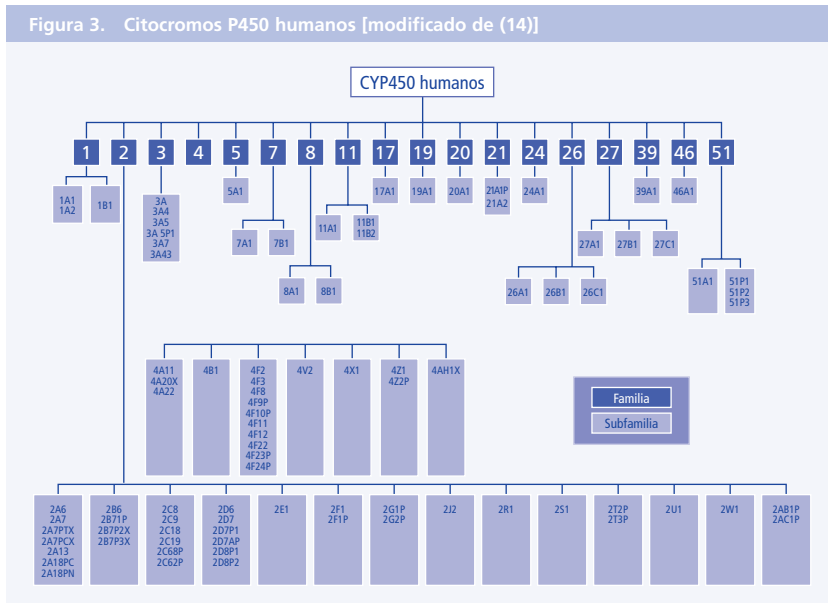 Figura 3. Citocromos P450 humanos [modificado de (14)]
CYP450 humanos
1 2 3 4 5 7 8 11 17 19 20 21 24 26 27 39 46 51
1A1
1A2
1B1
3A
3A4
3A5
3A 5P1
3A7
3A43
5A1
7A1
7B1
8A1
8B1
11A1
11B1
11B2
17A1
19A1
20A1
21A1P
21A2
24A1
26A1
26B1
26C1
27A1
27B1
27C1
39A1
46A1
51A1
51P1
51P2
51P3
4A11
4A20X
4A22
4B1
4F2
4F3
4F8
4F9P
4F10P
4F11
4F12
4F22
4F23P
4F24P
4V2
4X1
4Z1
4Z2P
4AH1X
Familia
Subfamilia
2A6
2A7
2A7PTX
2A7PCX
2A13
2A18PC
2A18PN
2B6
2B71P
2B7P2X
2B7P3X
2C8
2C9
2C18
2C19
2C68P
2C62P
2D6
2D7
2D7P1
2D7AP
2D8P1
2D8P2
2E1
2F1
2F1P
2G1P
2G2P
2J2
2R1
2S1
2T2P
2T3P
2U1
2W1
2AB1P
2AC1P